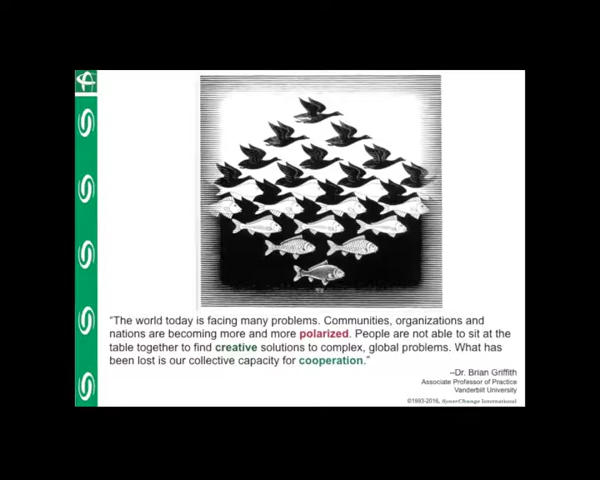 “The world today is facing many problems. Communities, organizations and
nations are becoming more and more polarized. People are not able to sit at the
table together to find creative solutions to complex, global problems. What has
been lost is our collective capacity for cooperation.”
--Dr. Brian Griffith
Associate Professor of Practice
Vanderbilt University
©1993-2016, SynerChange International